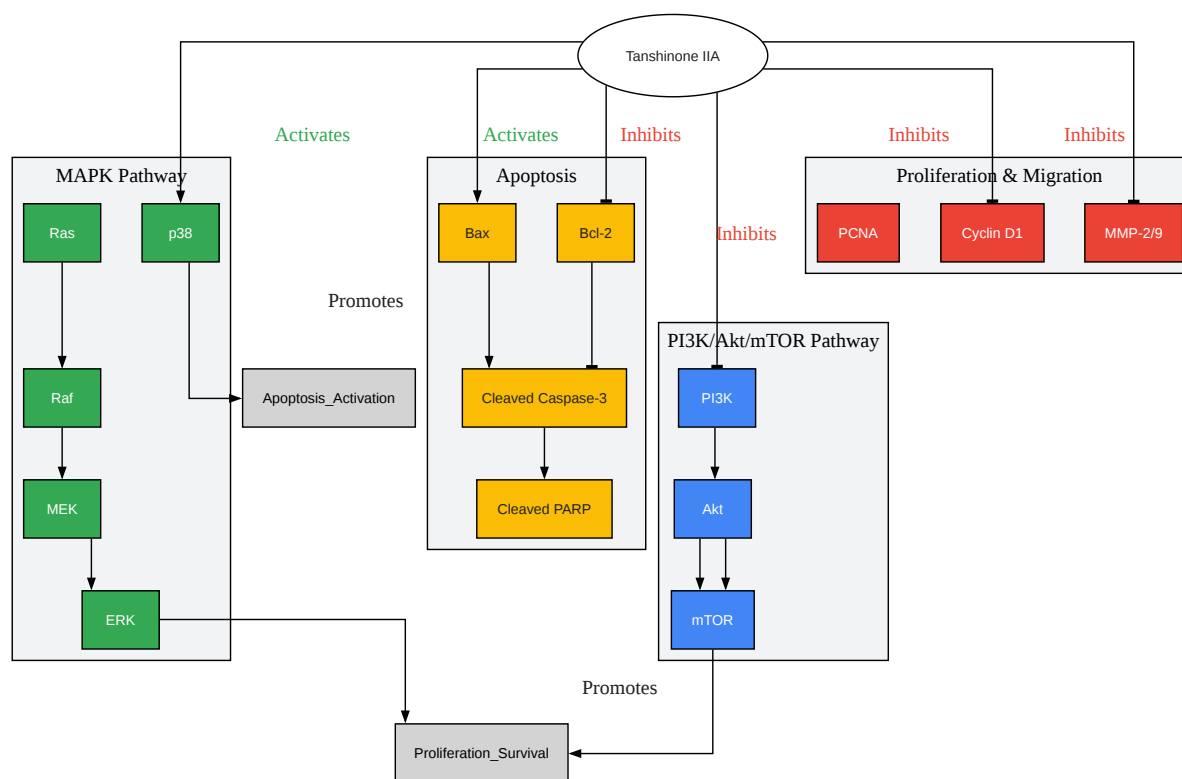 Tanshinone IIA
Activates
Activates
Inhibits
Inhibits
Inhibits
MAPK Pathway
Apoptosis
Proliferation & Migration
Ras
p38
Bax
Bcl-2
Inhibits
PCNA
Cyclin D1
MMP-2/9
Promotes
PI3K/Akt/mTOR Pathway
Raf
Apoptosis_Activation
Cleaved Caspase-3
PI3K
MEK
Cleaved PARP
Akt
ERK
mTOR
Promotes
Proliferation_Survival